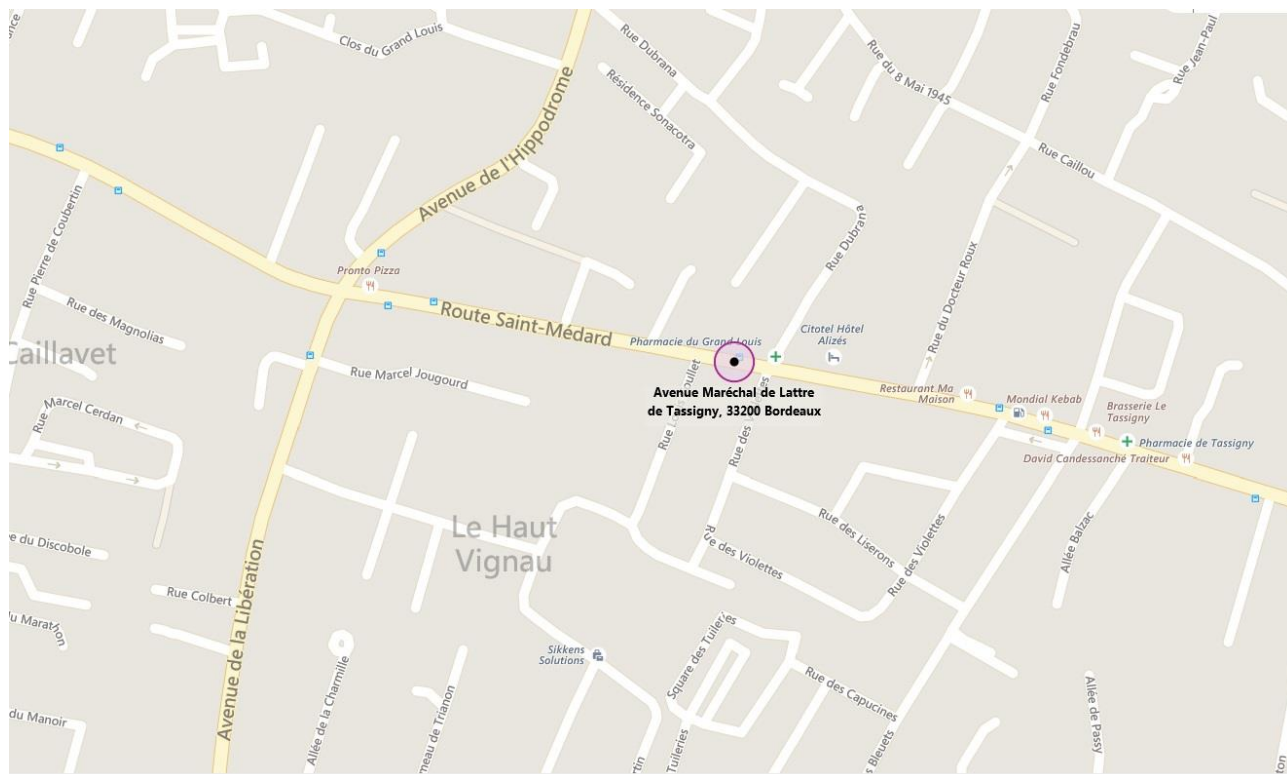 Clos du Grand Louis
Rue Dubrana
Rue du 8 Mai 1945
Rue Fondebrau
Rue Jean-Paul
Résidence Sonacotra
Avenue de l'Hippodrome
Rue Caillou
Rue Pierre de Coubertin
Rue Dubrana
Rue du Docteur Roux
Pronto Pizza
Rue des Magnolias
Route Saint-Médard
Pharmacie du Grand Louis
Citotel Hôtel
Alizés
Caillavet
Rue Marcel Jougourd
Avenue Maréchal de Lattre
de Tassigny, 33200 Bordeaux
Restaurant Ma
Maison
Mondial Kebab
Brasserie Le
Tassigny
Rue Marcel Cerdan
Rue
Rue des
Pharmacie de Tassigny
David Candessanche Traiteur
Le Haut
Vignau
Rue des Liserons
Rue des Violettes
Rue des Violettes
Allée Balzac
du Discobole
Rue Colbert
Avenue de la Libération
du Marathon
Sikkens
Solutions
Square des Tuileries
Rue des Capucines
Allée de la Charmille
de Trianon
du Manoir
Tuileries
Bleuets
Allée de Passy